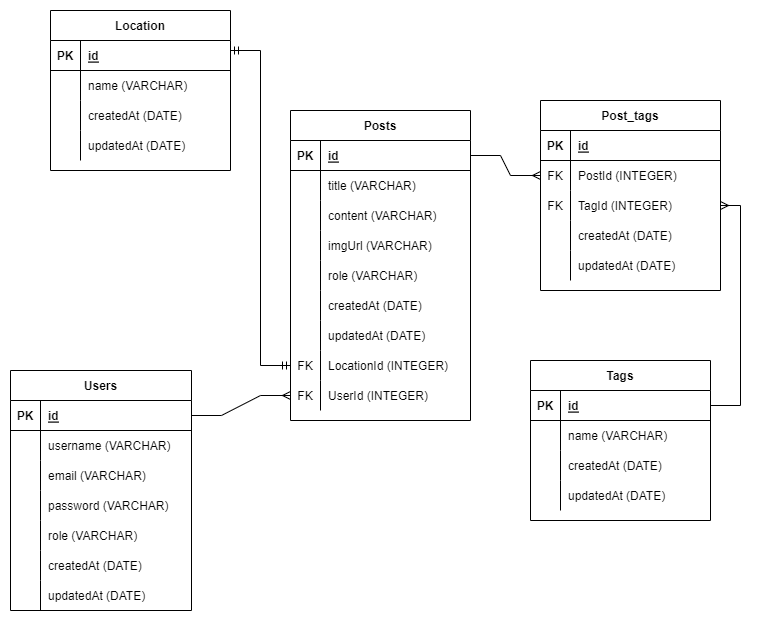 Location
PK id
name (VARCHAR)
createdAt (DATE)
updatedAt (DATE)
Posts
PK id
title (VARCHAR)
content (VARCHAR)
imgUrl (VARCHAR)
role (VARCHAR)
createdAt (DATE)
updatedAt (DATE)
FK LocationId (INTEGER)
FK UserId (INTEGER)
Post_tags
PK id
FK PostId (INTEGER)
FK TagId (INTEGER)
createdAt (DATE)
updatedAt (DATE)
Users
PK id
username (VARCHAR)
email (VARCHAR)
password (VARCHAR)
role (VARCHAR)
createdAt (DATE)
updatedAt (DATE)
Tags
PK id
name (VARCHAR)
createdAt (DATE)
updatedAt (DATE)